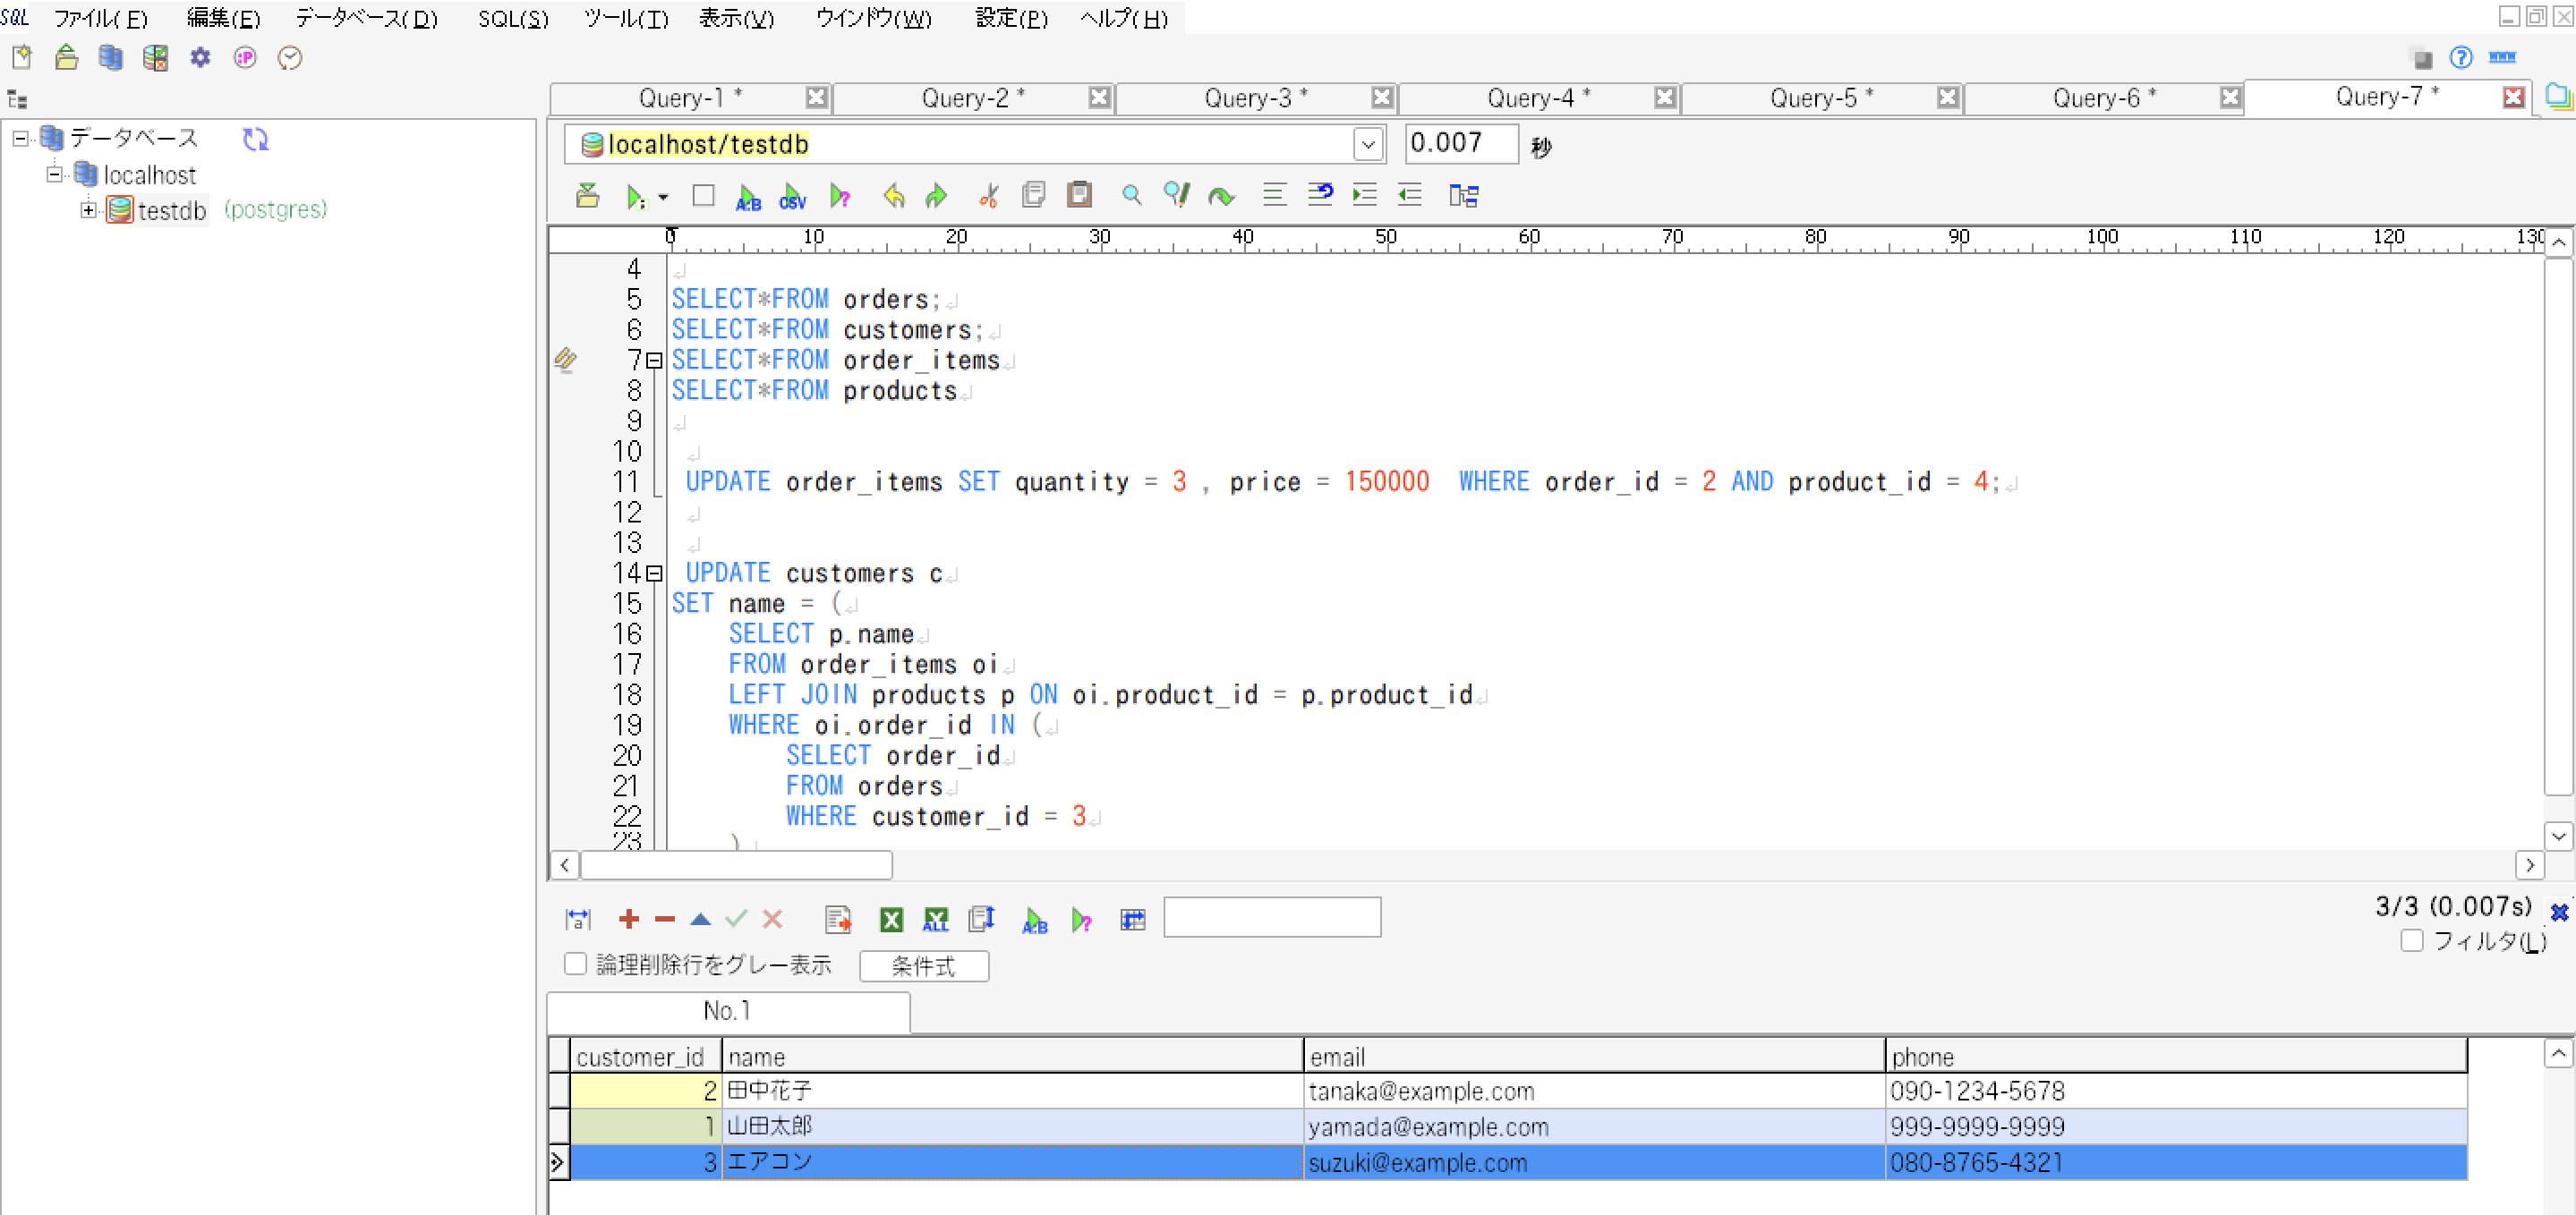 SQL ファイル(F) 編集(E) データベース(D) SQL(S) ツール(T) 表示(V) ウインドウ(W) 設定(P) ヘルプ(H)
Query-1 * Query-2 * Query-3 * Query-4 * Query-5 * Query-6 * Query-7 *
データベース
localhost
testdb (postgres)
localhost/testdb 0.007 秒
A:B CSV
0 10 20 30 40 50 60 70 80 90 100 110 120 130
4
5 SELECT*FROM orders;
6 SELECT*FROM customers;
7 SELECT*FROM order_items
8 SELECT*FROM products
9
10
11 UPDATE order_items SET quantity = 3 , price = 150000  WHERE order_id = 2 AND product_id = 4;
12
13
14 UPDATE customers c
15 SET name = (
16 SELECT p.name
17 FROM order_items oi
18 LEFT JOIN products p ON oi.product_id = p.product_id
19 WHERE oi.order_id IN (
20 SELECT order_id
21 FROM orders
22 WHERE customer_id = 3
23 )
ALL A:B 3/3 (0.007s)
フィルタ(L)
論理削除行をグレー表示 条件式
No.1
customer_id name email phone
2 田中花子 tanaka@example.com 090-1234-5678
1 山田太郎 yamada@example.com 999-9999-9999
3 エアコン suzuki@example.com 080-8765-4321